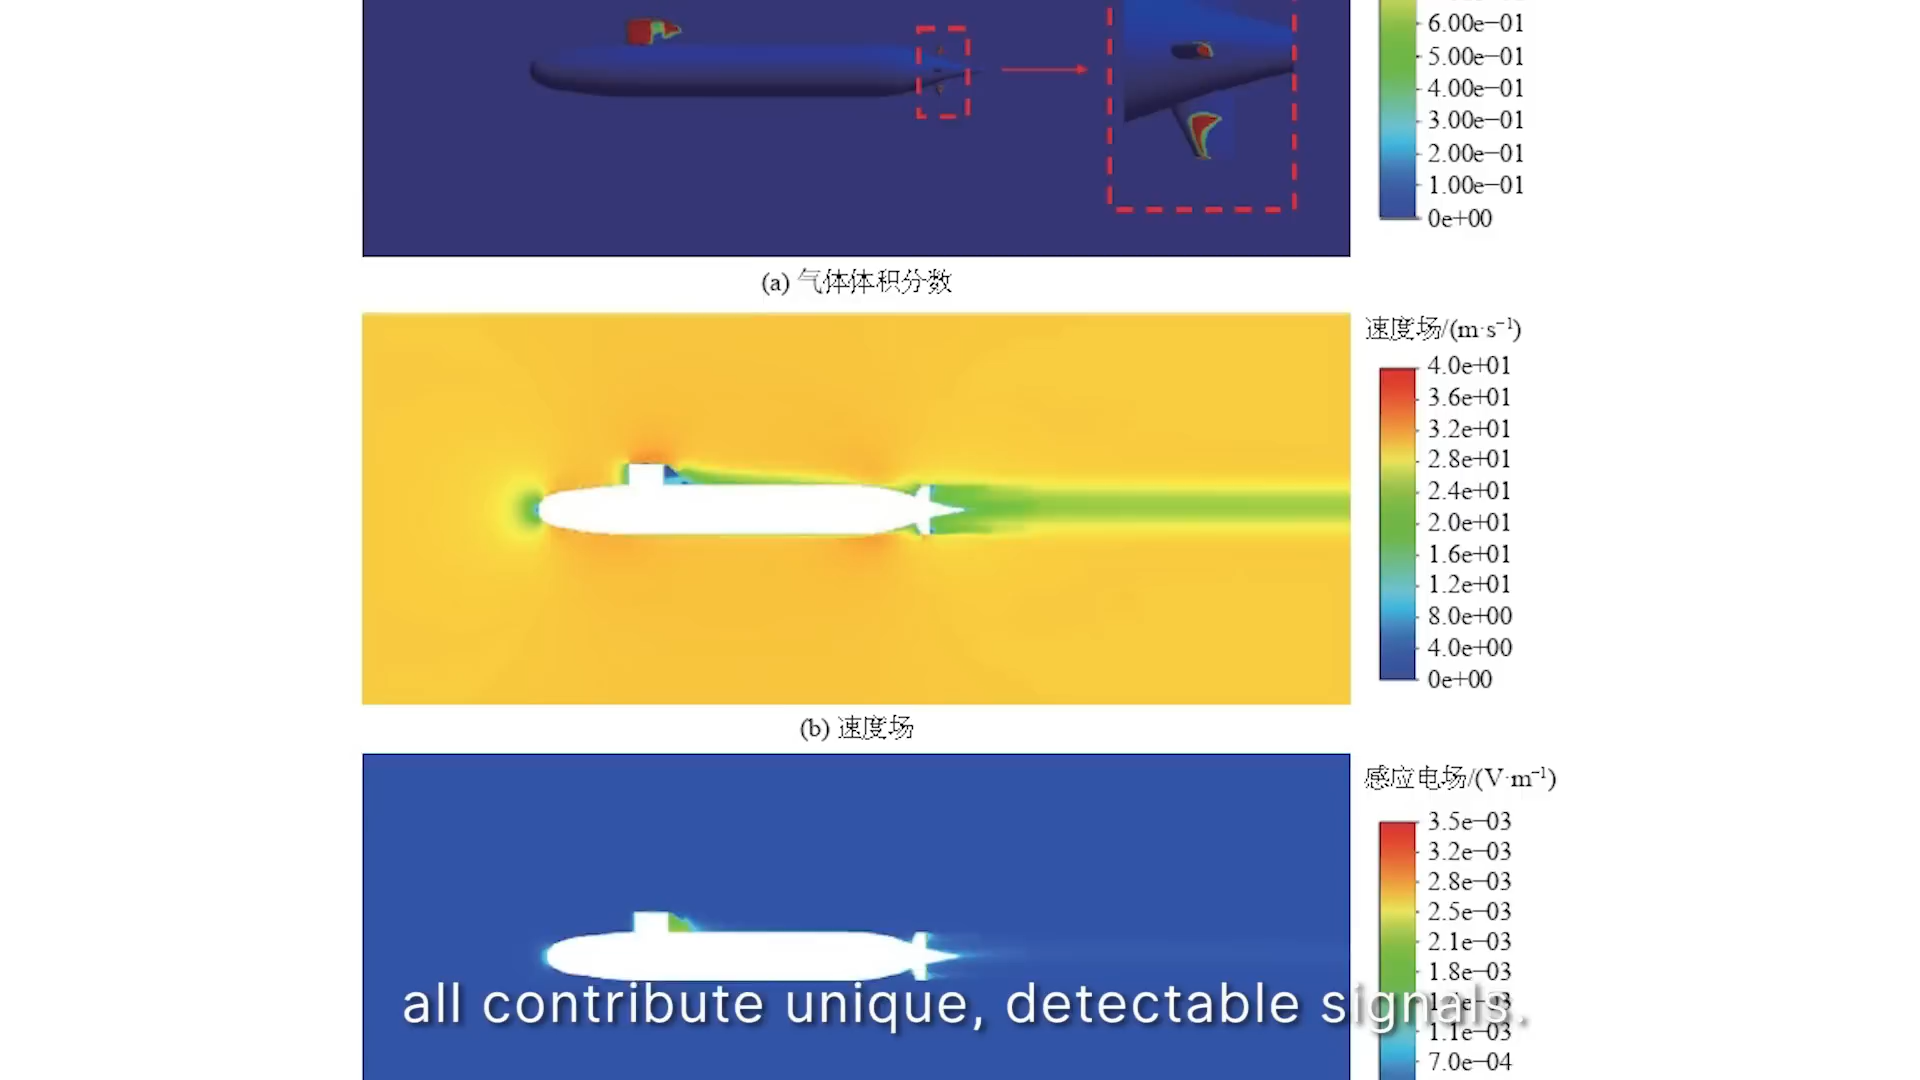 6.00e−01
5.00e−01
4.00e−01
3.00e−01
2.00e−01
1.00e−01
0e+00
(a) 气体体积分数
速度场/(m·s⁻¹)
4.0e+01
3.6e+01
3.2e+01
2.8e+01
2.4e+01
2.0e+01
1.6e+01
1.2e+01
8.0e+00
4.0e+00
0e+00
(b) 速度场
感应电场/(V·m⁻¹)
3.5e−03
3.2e−03
2.8e−03
2.5e−03
2.1e−03
1.8e−03
all contribute unique, detectable signals.
1.1e−03
7.0e−04